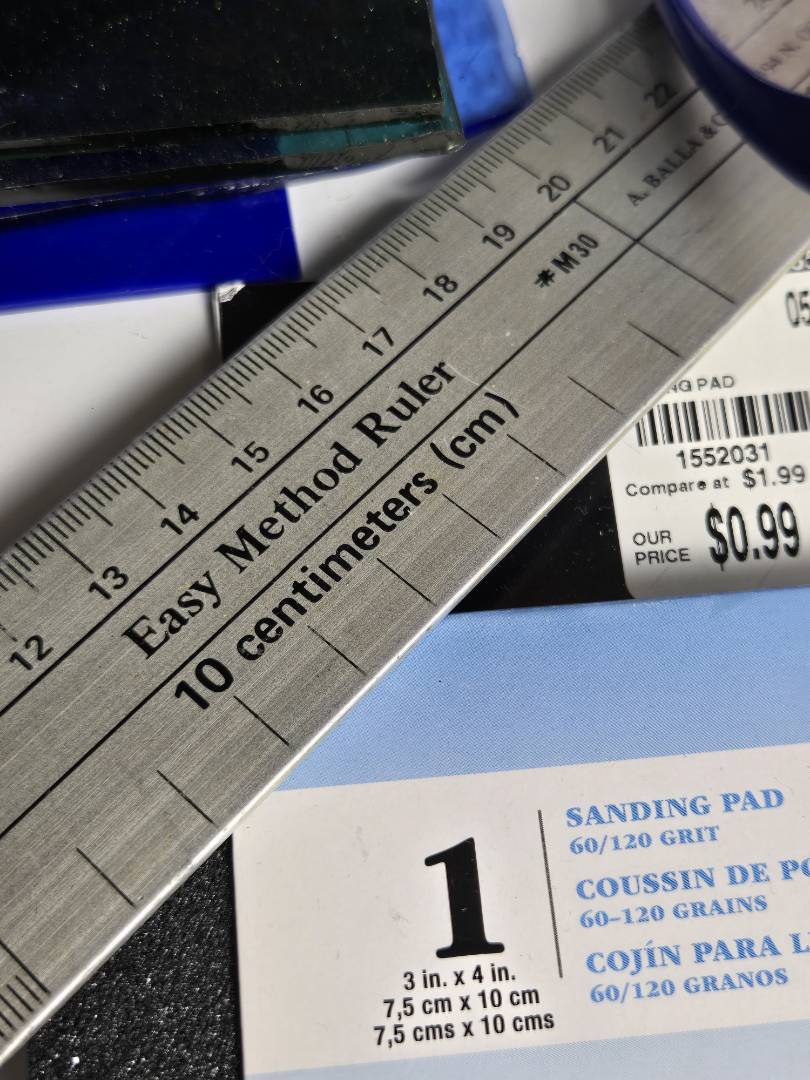 22
21
20
19
18
17
16
15
14
13
12
A. BALLA &
#M30
Easy Method Ruler
10 centimeters (cm)
94 N.
05
NG PAD
1552031
Compare at $1.99
OUR
PRICE $0.99
1
3 in. x 4 in.
7,5 cm x 10 cm
7,5 cms x 10 cms
SANDING PAD
60/120 GRIT
COUSSIN DE PO
60–120 GRAINS
COJÍN PARA L
60/120 GRANOS